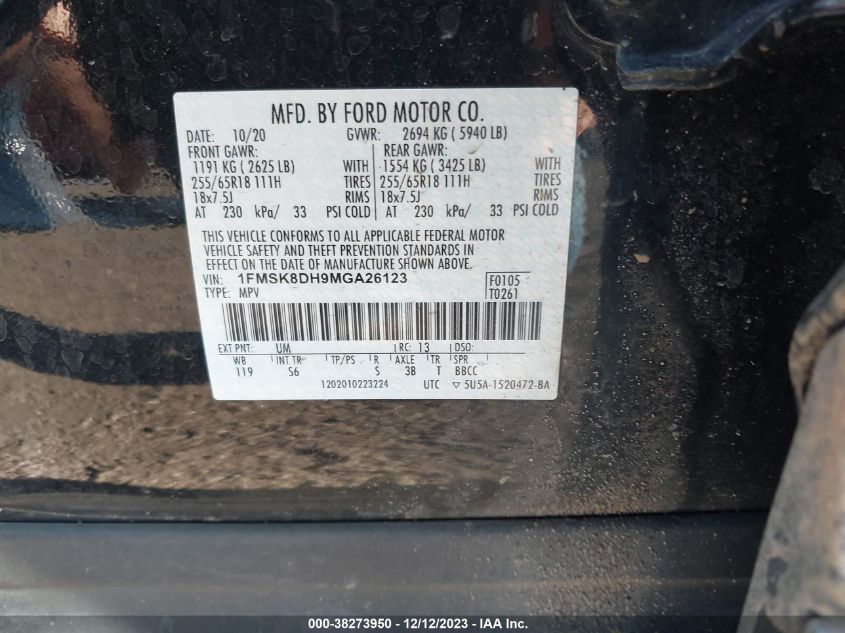 MFD. BY FORD MOTOR CO.
DATE: 10/20 GVWR: 2694 KG ( 5940 LB)
FRONT GAWR: REAR GAWR:
1191 KG ( 2625 LB) WITH 1554 KG ( 3425 LB) WITH
255/65R18 111H TIRES 255/65R18 111H TIRES
18x7.5J RIMS 18x7.5J RIMS
AT 230 kPa/ 33 PSI COLD AT 230 kPa/ 33 PSI COLD
THIS VEHICLE CONFORMS TO ALL APPLICABLE FEDERAL MOTOR
VEHICLE SAFETY AND THEFT PREVENTION STANDARDS IN
EFFECT ON THE DATE OF MANUFACTURE SHOWN ABOVE.
VIN: 1FMSK8DH9MGA26123 F0105
TYPE: MPV T0261
EXT PNT: UM RC: 13 DSO:
WB INT TR TP/PS R AXLE TR SPR
119 S6 S 3B T BBCC
1202010223224 UTC ▽ 5U5A-1520472-BA
000-38273950 - 12/12/2023 - IAA Inc.